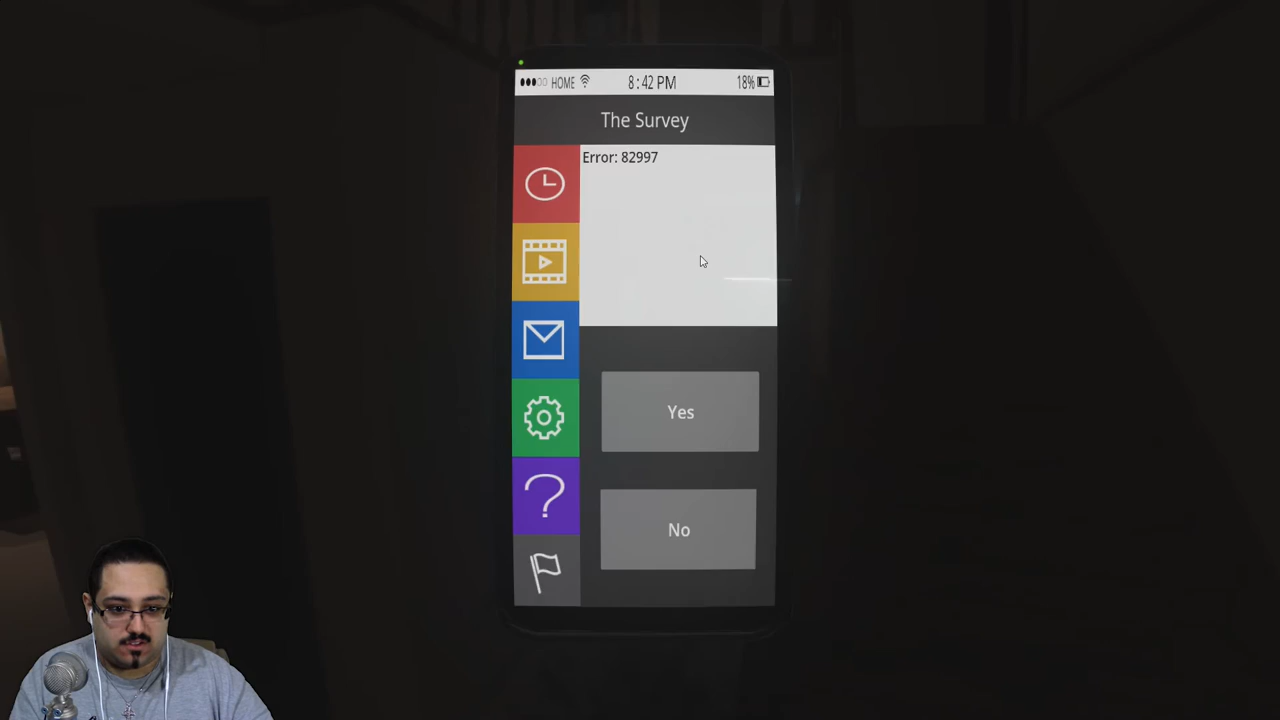 HOME 8:42 PM 18%
The Survey
Error: 82997
Yes
No